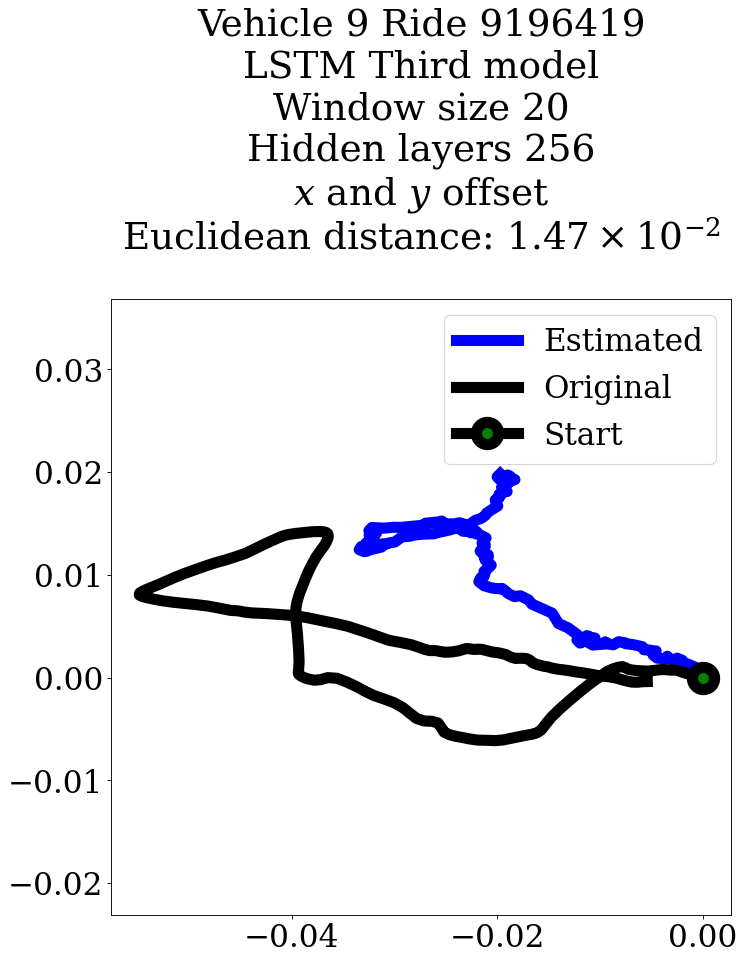 Vehicle 9 Ride 9196419
LSTM Third model
Window size 20
Hidden layers 256
x and y offset
Euclidean distance: 1.47 × 10⁻²
Estimated
Original
Start
0.03
0.02
0.01
0.00
−0.01
−0.02
−0.04
−0.02
0.00